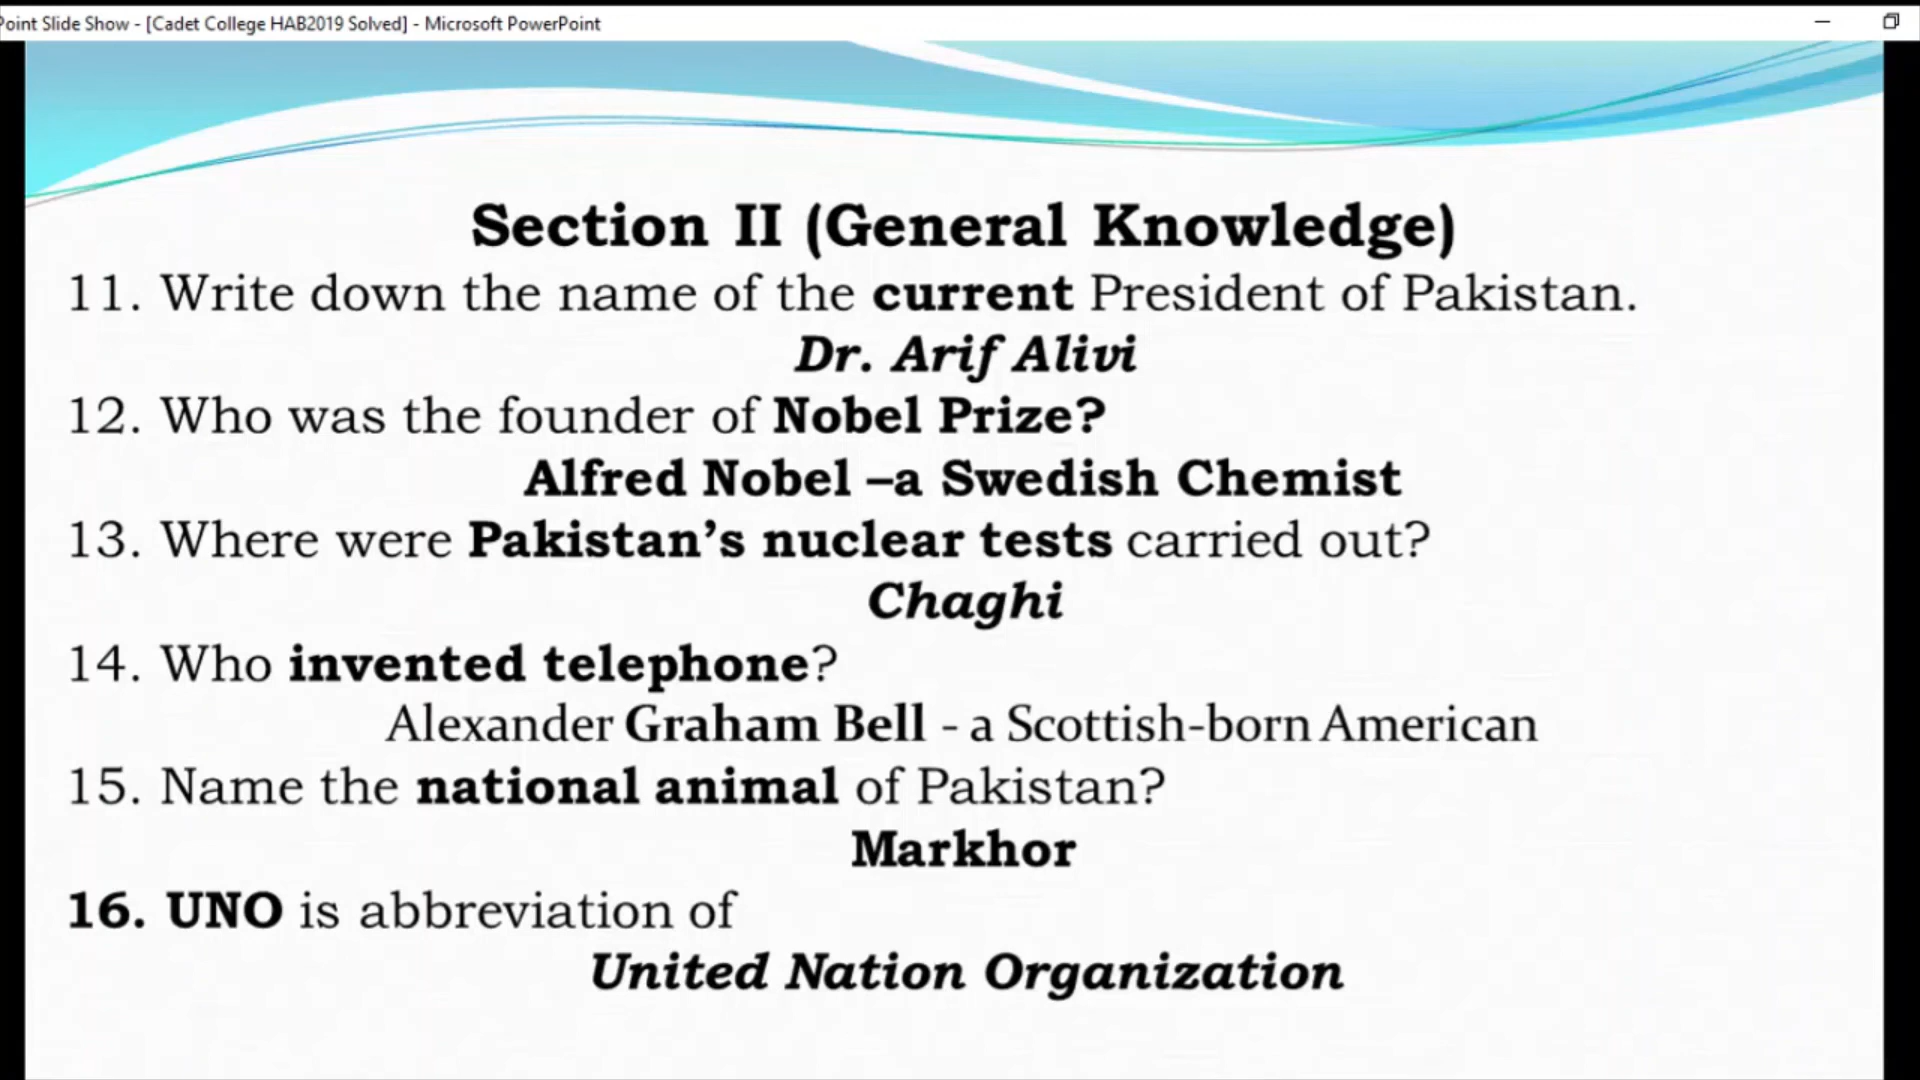 Point Slide Show - [Cadet College HAB2019 Solved] - Microsoft PowerPoint
Section II (General Knowledge)
11. Write down the name of the current President of Pakistan.
Dr. Arif Alivi
12. Who was the founder of Nobel Prize?
Alfred Nobel –a Swedish Chemist
13. Where were Pakistan’s nuclear tests carried out?
Chaghi
14. Who invented telephone?
Alexander Graham Bell - a Scottish-born American
15. Name the national animal of Pakistan?
Markhor
16. UNO is abbreviation of
United Nation Organization